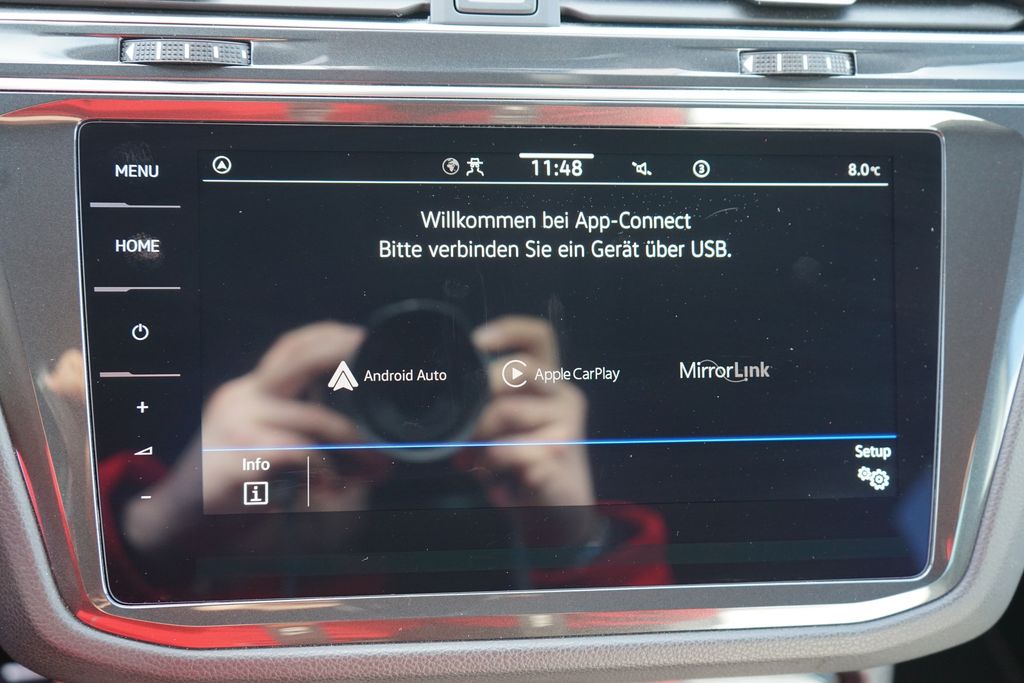 MENU
HOME
11:48
3
8.0°C
Willkommen bei App-Connect
Bitte verbinden Sie ein Gerät über USB.
Android Auto
Apple CarPlay
MirrorLink
+
-
Info
i
Setup